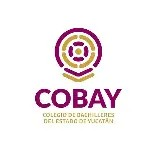 COBAY
COLEGIO DE BACHILLERES
DEL ESTADO DE YUCATÁN